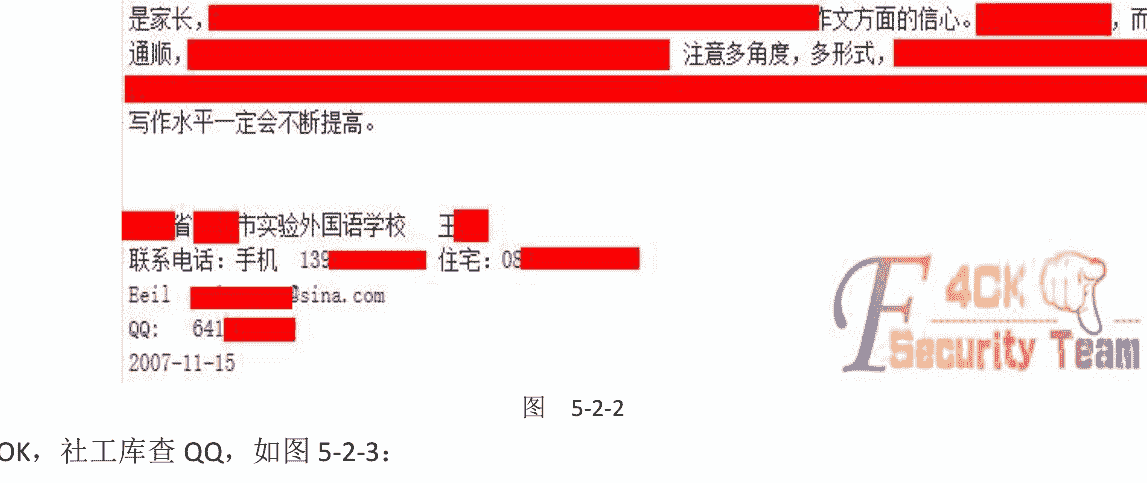 是家长，作文方面的信心。，而
通顺，注意多角度，多形式，
写作水平一定会不断提高。
省市实验外国语学校 王
联系电话：手机 139 住宅：08
Eeil @sina.com
QQ: 641
2007-11-15
F4CK
Security Team
图 5-2-2
OK，社工库查 QQ，如图 5-2-3：